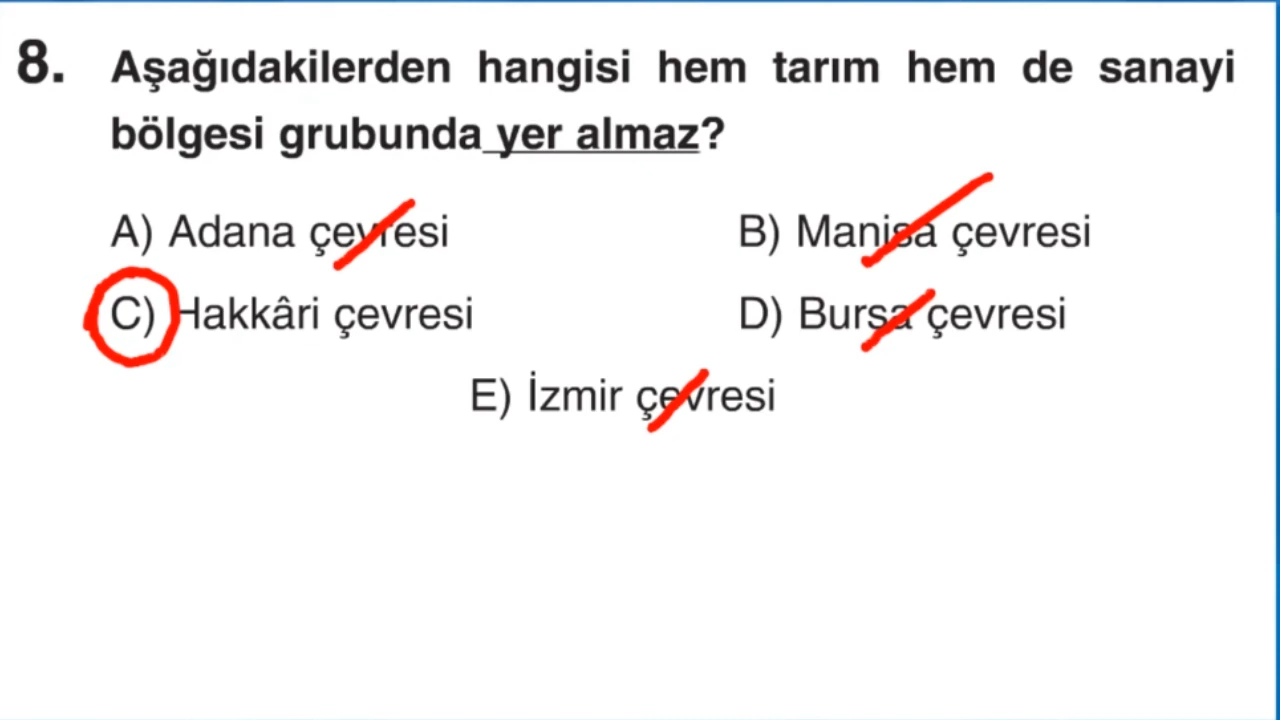 8. Aşağıdakilerden hangisi hem tarım hem de sanayi
bölgesi grubunda yer almaz?
A) Adana çevresi B) Manisa çevresi
C) Hakkâri çevresi D) Bursa çevresi
E) İzmir çevresi